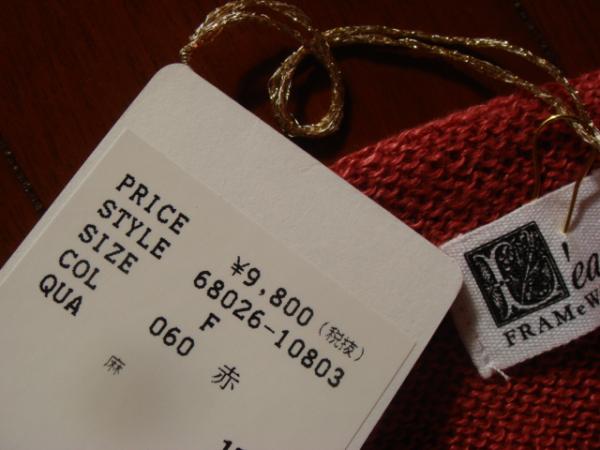 PRICE ¥9,800(税抜)
STYLE 68026-10803
SIZE F
COL 060 赤
QUA
麻
FRAMeW